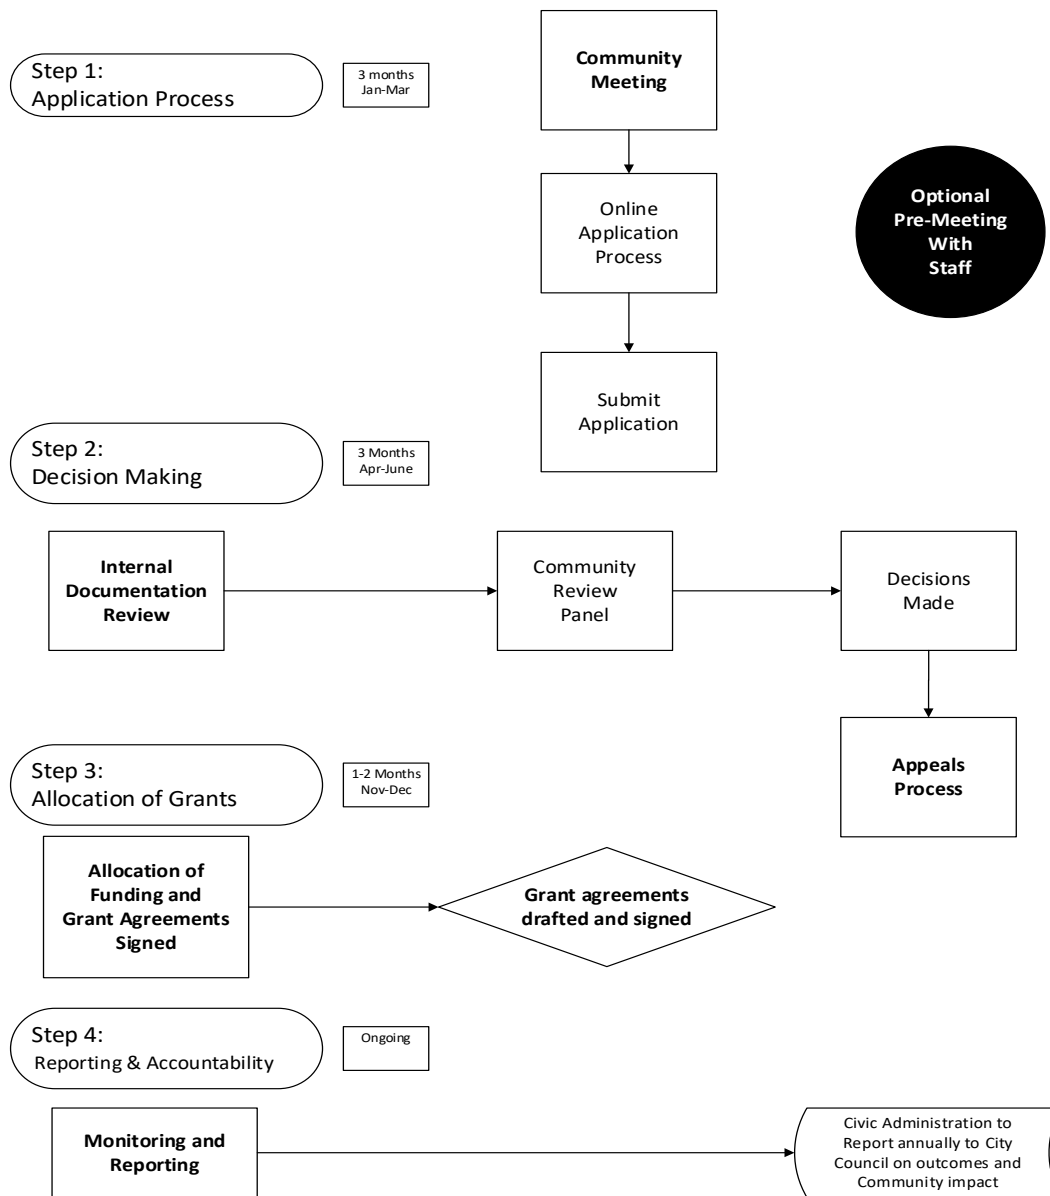 Step 1:
Application Process
3 months
Jan-Mar
Community
Meeting
Online
Application
Process
Optional
Pre-Meeting
With
Staff
Submit
Application
Step 2:
Decision Making
3 Months
Apr-June
Internal
Documentation
Review
Community
Review
Panel
Decisions
Made
Appeals
Process
Step 3:
Allocation of Grants
1-2 Months
Nov-Dec
Allocation of
Funding and
Grant Agreements
Signed
Grant agreements
drafted and signed
Step 4:
Reporting & Accountability
Ongoing
Monitoring and
Reporting
Civic Administration to
Report annually to City
Council on outcomes and
Community impact